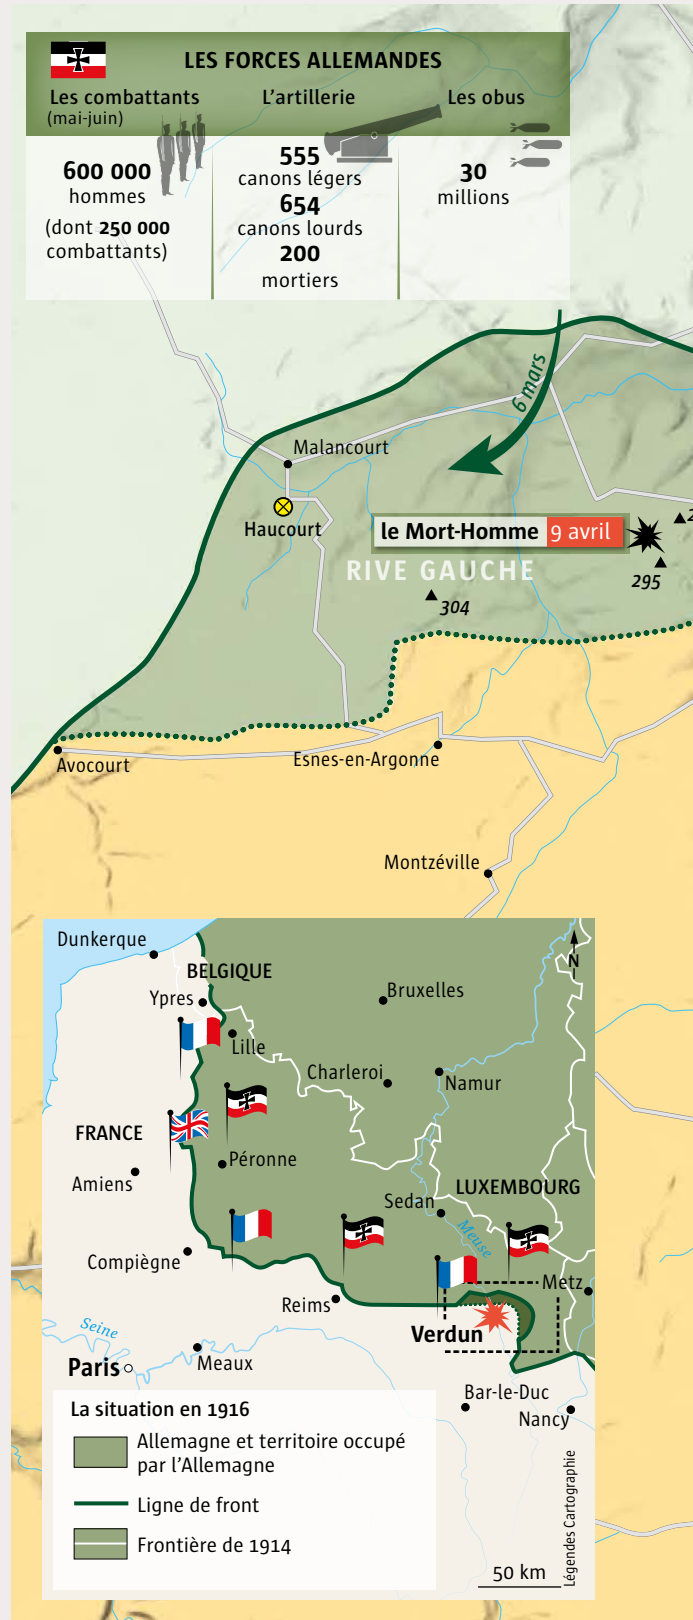 LES FORCES ALLEMANDES
Les combattants
(mai-juin)
600 000
hommes
(dont 250 000
combattants)
L'artillerie
555
canons légers
654
canons lourds
200
mortiers
Les obus
30
millions
6 mars
Malancourt
Haucourt
le Mort-Homme 9 avril
RIVE GAUCHE
295
304
Avocourt
Esnes-en-Argonne
Montzéville
Dunkerque
BELGIQUE
Ypres
Bruxelles
N
Lille
Charleroi
Namur
FRANCE
Péronne
Amiens
LUXEMBOURG
Sedan
Meuse
Compiègne
Metz
Reims
Verdun
Seine
Meaux
Paris
Bar-le-Duc
Nancy
La situation en 1916
Allemagne et territoire occupé
par l'Allemagne
Ligne de front
Frontière de 1914
50 km
Légendes Cartographie